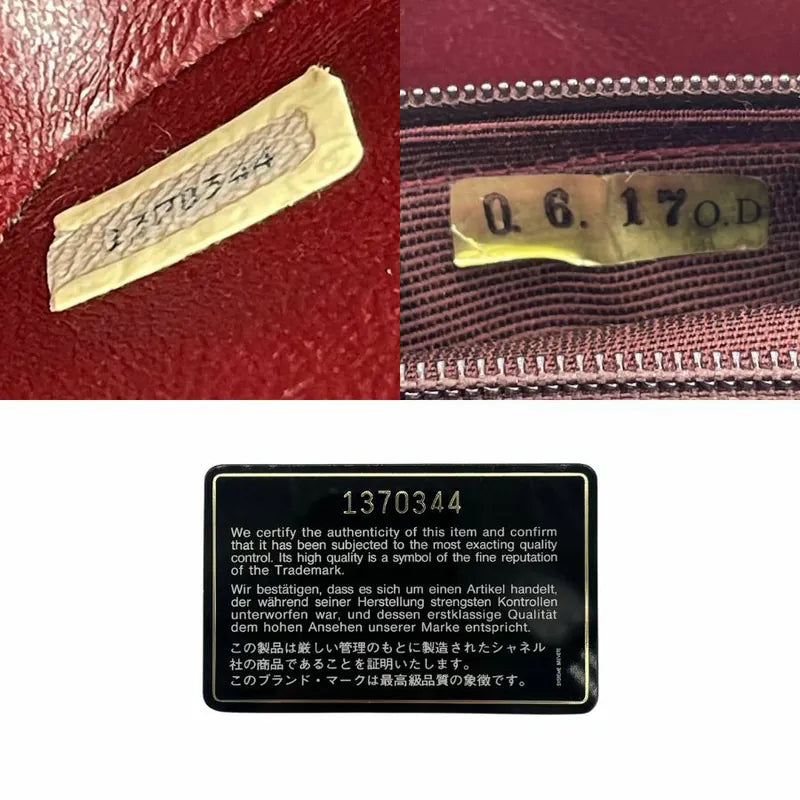 1370344
0. 6. 17 O.D
1370344
We certify the authenticity of this item and confirm
that it has been subjected to the most exacting quality
control. Its high quality is a symbol of the fine reputation
of the Trademark.
Wir bestätigen, dass es sich um einen Artikel handelt,
der während seiner Herstellung strengsten Kontrollen
unterworfen war, und dessen erstklassige Qualität
dem hohen Ansehen unserer Marke entspricht.
この製品は厳しい管理のもとに製造されたシャネル
社の商品であることを証明いたします。
このブランド・マークは最高級品質の象徴です。